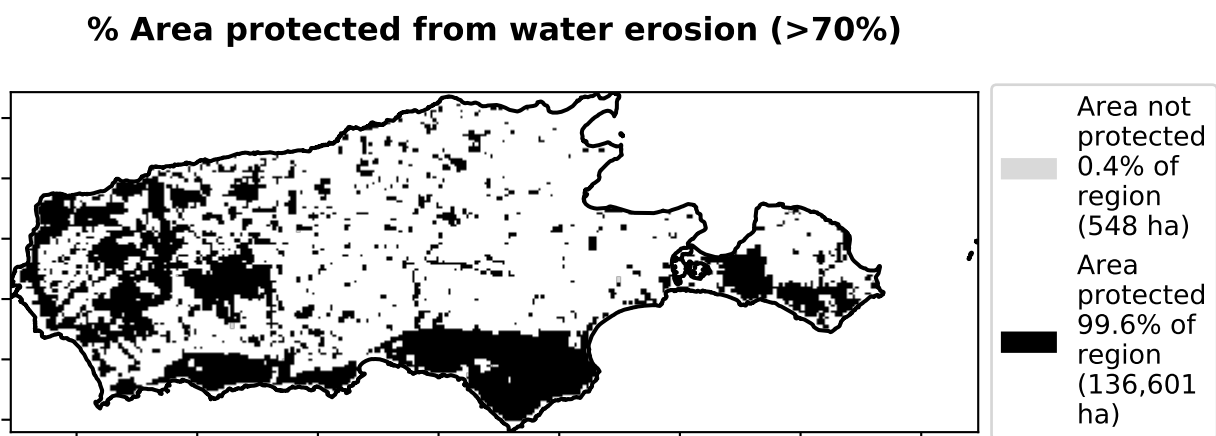 % Area protected from water erosion (>70%)
Area not
protected
0.4% of
region
(548 ha)
Area
protected
99.6% of
region
(136,601
ha)